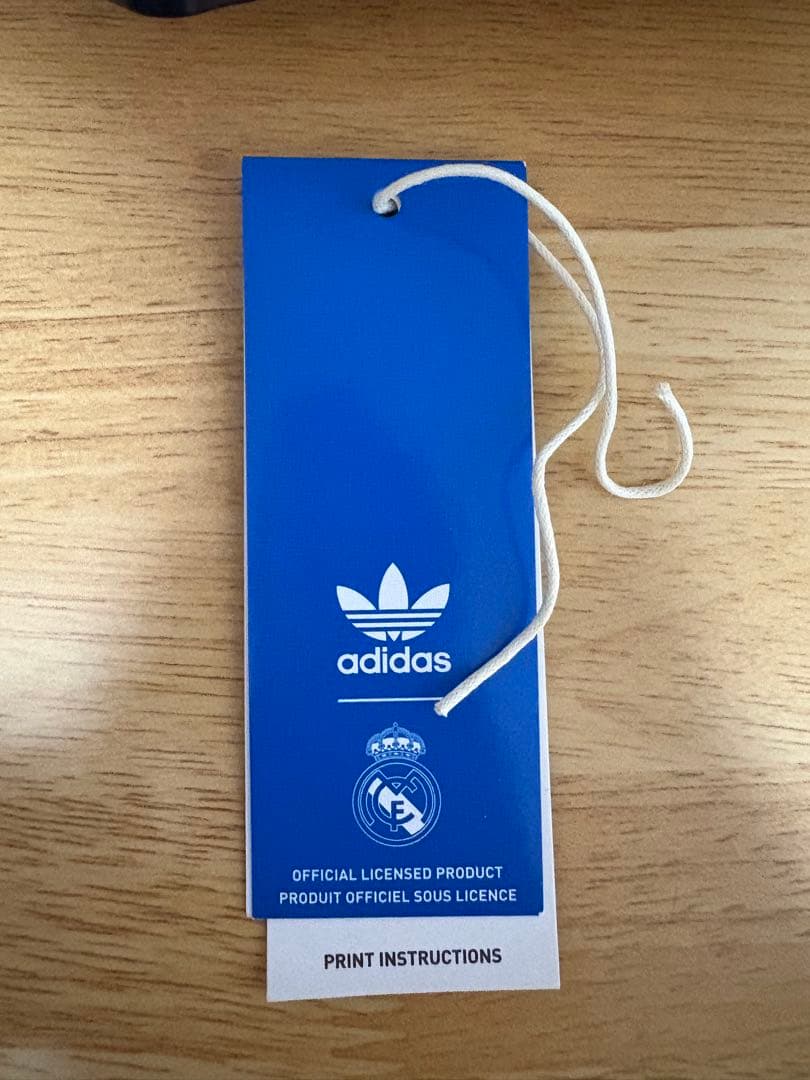 adidas
OFFICIAL LICENSED PRODUCT
PRODUIT OFFICIEL SOUS LICENCE
PRINT INSTRUCTIONS